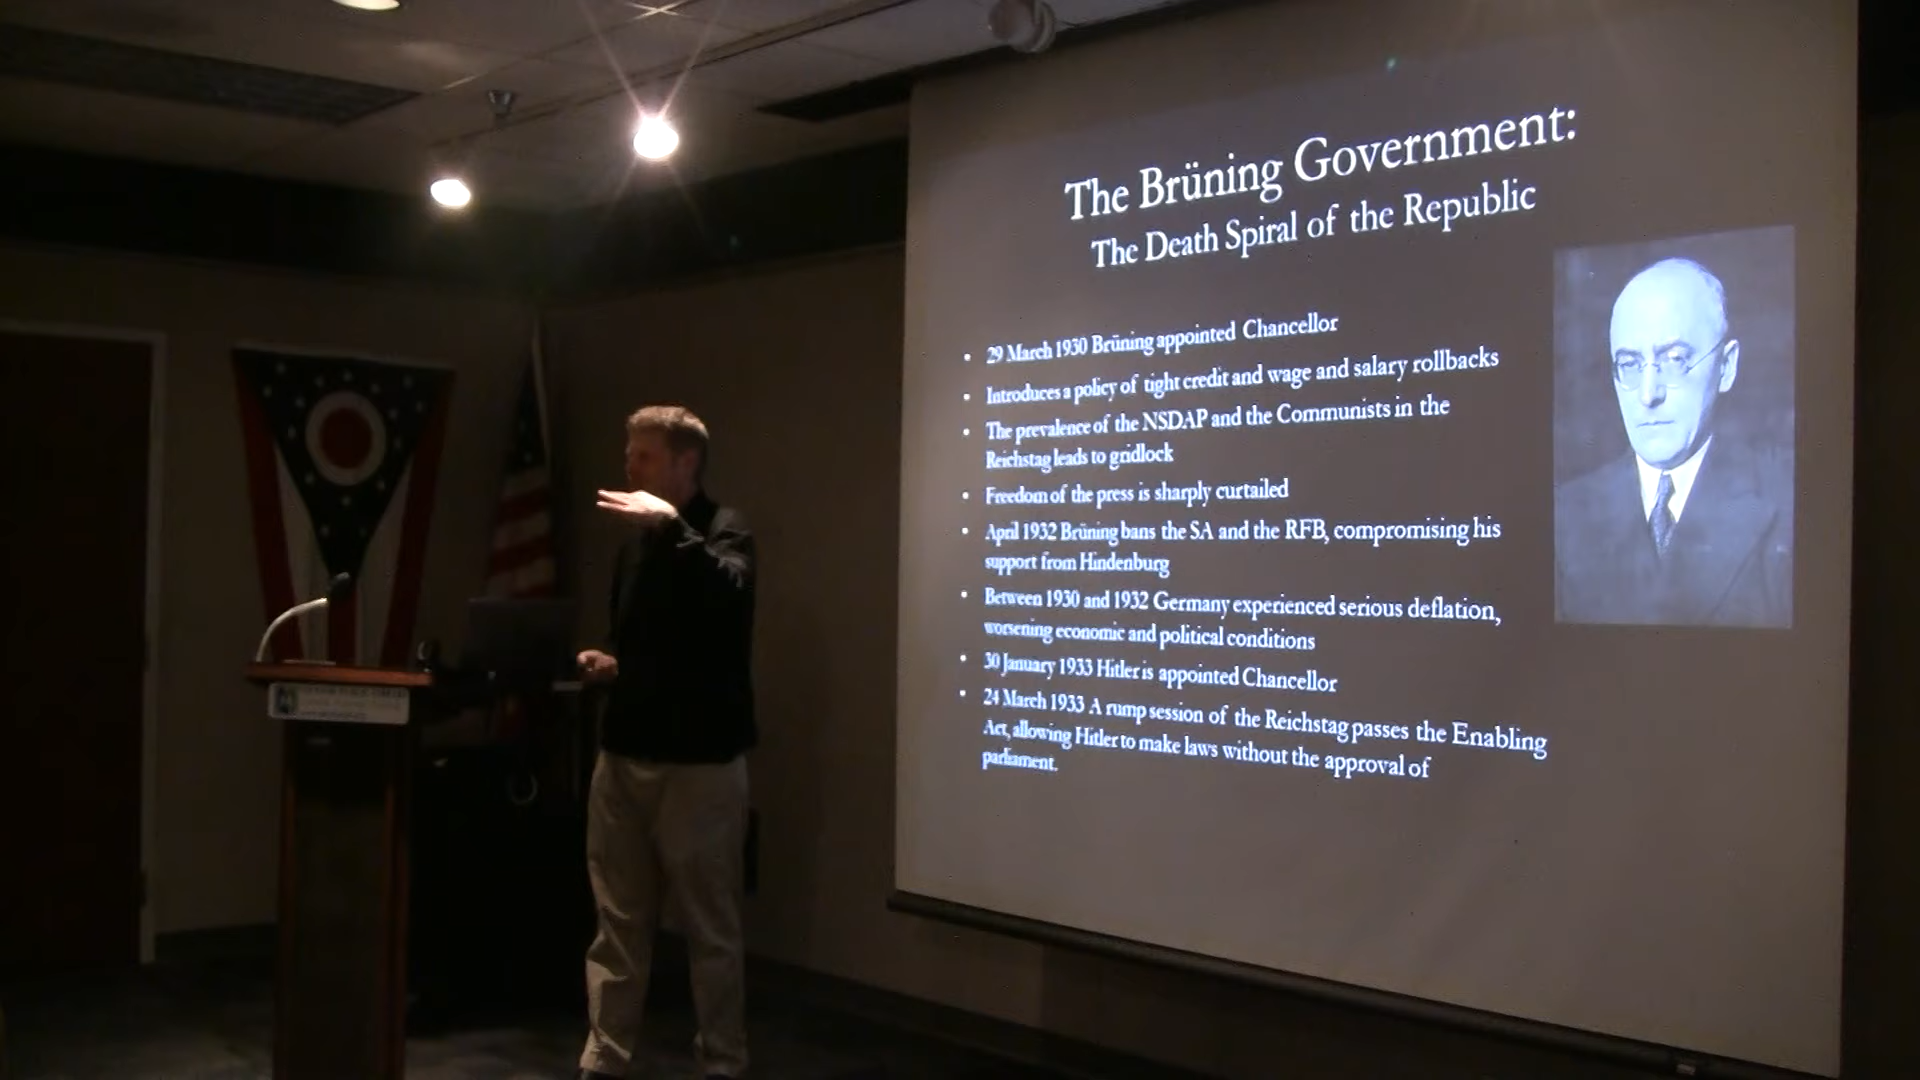 The Brüning Government:
The Death Spiral of the Republic
• 29 March 1930 Brüning appointed Chancellor
• Introduces a policy of tight credit and wage and salary rollbacks
• The prevalence of the NSDAP and the Communists in the
Reichstag leads to gridlock
• Freedom of the press is sharply curtailed
• April 1932 Brüning bans the SA and the RFB, compromising his
support from Hindenburg
• Between 1930 and 1932 Germany experienced serious deflation,
worsening economic and political conditions
• 30 January 1933 Hitler is appointed Chancellor
• 24 March 1933 A rump session of the Reichstag passes the Enabling
Act, allowing Hitler to make laws without the approval of
parliament.